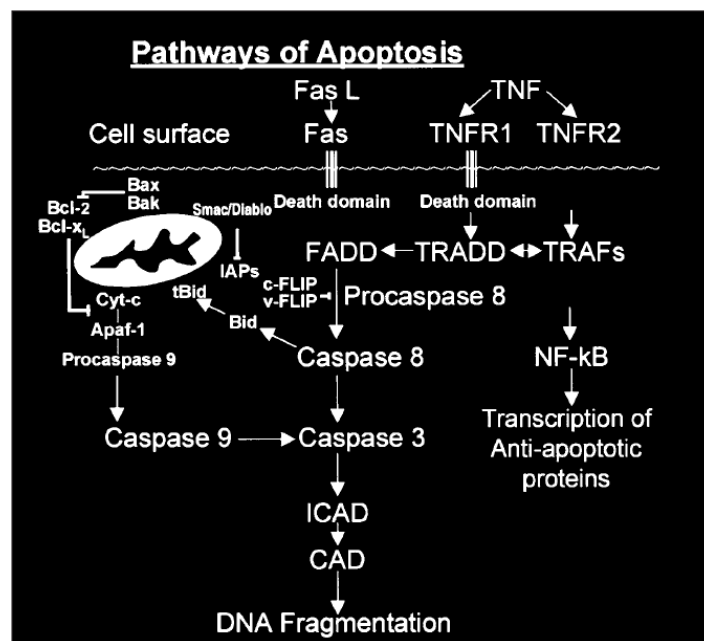 Pathways of Apoptosis
Fas L
TNF
Cell surface
Fas
TNFR1
TNFR2
Bax
Bak
Bcl-2
Bcl-xL
Smac/Diablo
Death domain
Death domain
IAPs
FADD
TRADD
TRAFs
c-FLIP
v-FLIP
Procaspase 8
Cyt-c
tBid
Apaf-1
Bid
Procaspase 9
Caspase 8
NF-kB
Caspase 9
Caspase 3
Transcription of
Anti-apoptotic
proteins
ICAD
CAD
DNA Fragmentation